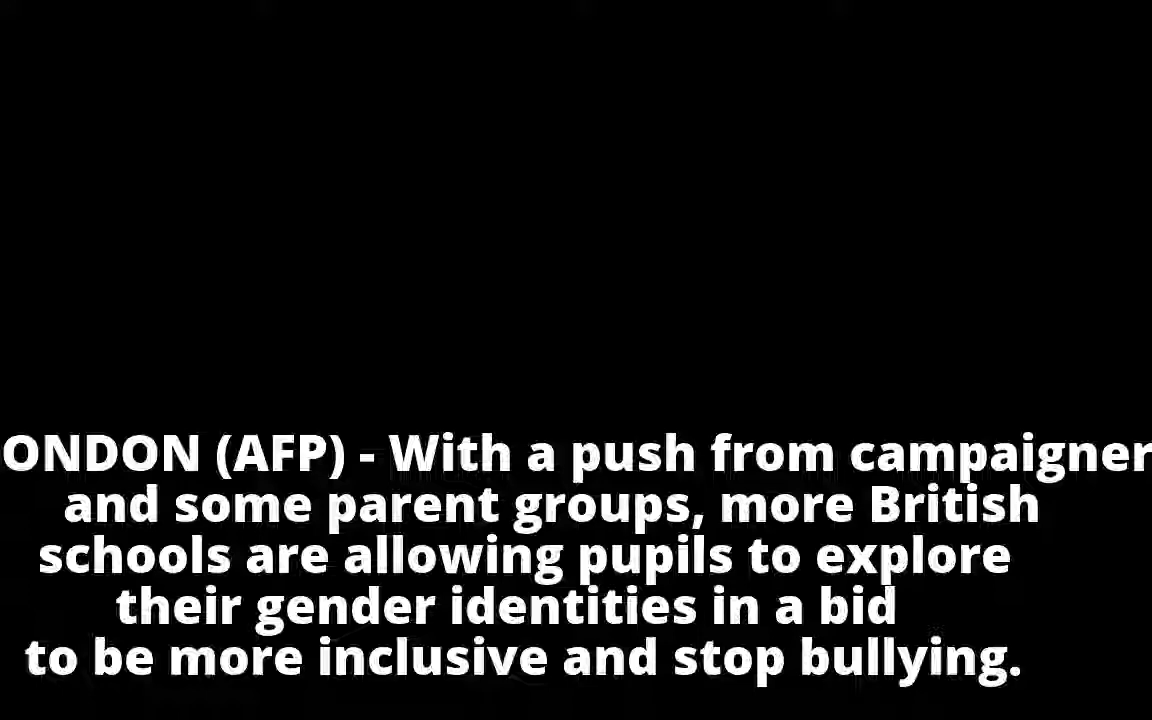 ONDON (AFP) - With a push from campaigner
and some parent groups, more British
schools are allowing pupils to explore
their gender identities in a bid
to be more inclusive and stop bullying.